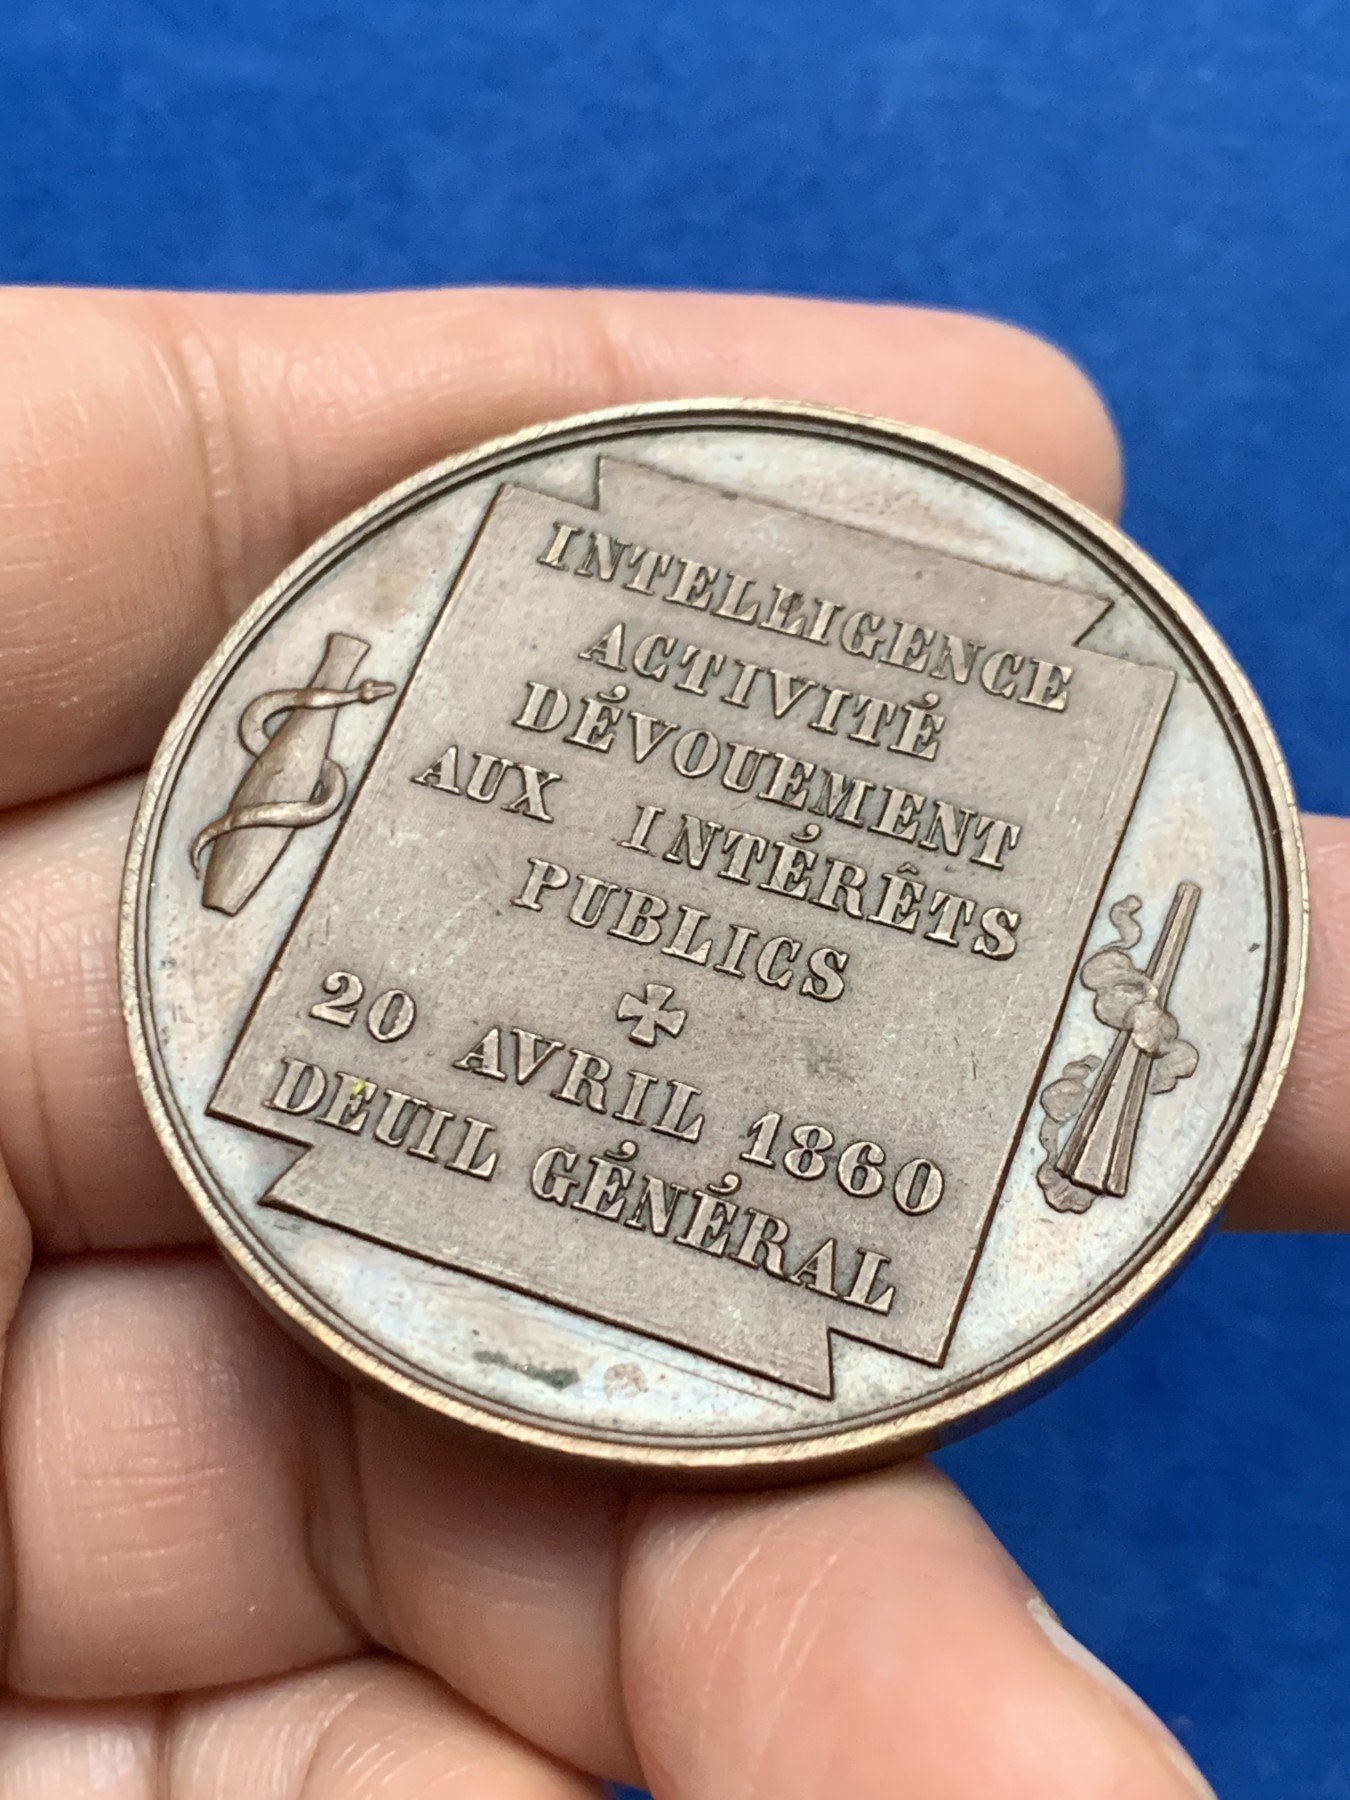 INTELLIGENCE
ACTIVITÉ
DÉVOUEMENT
AUX INTÉRÊTS
PUBLICS
20 AVRIL 1860
DEUIL GÉNÉRAL